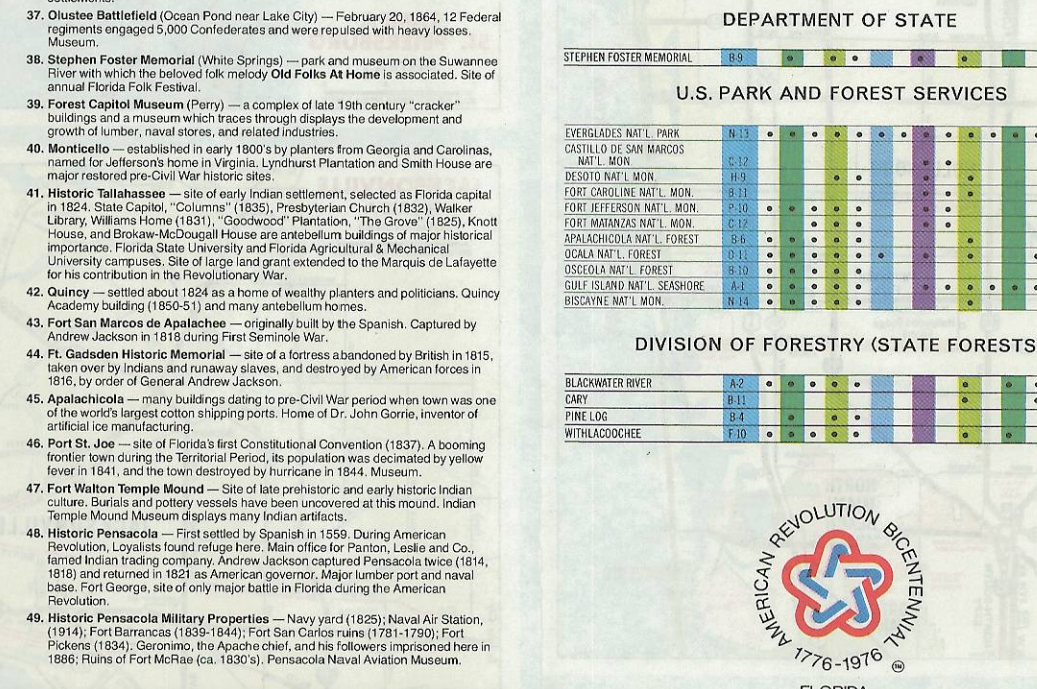 37. Olustee Battlefield (Ocean Pond near Lake City) — February 20, 1864, 12 Federal
regiments engaged 5,000 Confederates and were repulsed with heavy losses.
Museum.
38. Stephen Foster Memorial (White Springs) — park and museum on the Suwannee
River with which the beloved folk melody Old Folks At Home is associated. Site of
annual Florida Folk Festival.
39. Forest Capitol Museum (Perry) — a complex of late 19th century "cracker"
buildings and a museum which traces through displays the development and
growth of lumber, naval stores, and related industries.
40. Monticello — established in early 1800's by planters from Georgia and Carolinas,
named for Jefferson's home in Virginia. Lyndhurst Plantation and Smith House are
major restored pre-Civil War historic sites.
41. Historic Tallahassee — site of early Indian settlement, selected as Florida capital
in 1824. State Capitol, "Columns" (1835), Presbyterian Church (1832), Walker
Library, Williams Home (1831), "Goodwood" Plantation, "The Grove" (1825), Knott
House, and Brokaw-McDougall House are antebellum buildings of major historical
importance. Florida State University and Florida Agricultural & Mechanical
University campuses. Site of large land grant extended to the Marquis de Lafayette
for his contribution in the Revolutionary War.
42. Quincy — settled about 1824 as a home of wealthy planters and politicians. Quincy
Academy building (1850-51) and many antebellum homes.
43. Fort San Marcos de Apalachee — originally built by the Spanish. Captured by
Andrew Jackson in 1818 during First Seminole War.
44. Ft. Gadsden Historic Memorial — site of a fortress abandoned by British in 1815,
taken over by Indians and runaway slaves, and destroyed by American forces in
1816, by order of General Andrew Jackson.
45. Apalachicola — many buildings dating to pre-Civil War period when town was one
of the world's largest cotton shipping ports. Home of Dr. John Gorrie, inventor of
artificial ice manufacturing.
46. Port St. Joe — site of Florida's first Constitutional Convention (1837). A booming
frontier town during the Territorial Period, its population was decimated by yellow
fever in 1841, and the town destroyed by hurricane in 1844. Museum.
47. Fort Walton Temple Mound — Site of late prehistoric and early historic Indian
culture. Burials and pottery vessels have been uncovered at this mound. Indian
Temple Mound Museum displays many Indian artifacts.
48. Historic Pensacola — First settled by Spanish in 1559. During American
Revolution, Loyalists found refuge here. Main office for Panton, Leslie and Co.,
famed Indian trading company. Andrew Jackson captured Pensacola twice (1814,
1818) and returned in 1821 as American governor. Major lumber port and naval
base. Fort George, site of only major battle in Florida during the American
Revolution.
49. Historic Pensacola Military Properties — Navy yard (1825); Naval Air Station,
(1914); Fort Barrancas (1839-1844); Fort San Carlos ruins (1781-1790); Fort
Pickens (1834). Geronimo, the Apache chief, and his followers imprisoned here in
1886; Ruins of Fort McRae (ca. 1830's). Pensacola Naval Aviation Museum.
DEPARTMENT OF STATE
STEPHEN FOSTER MEMORIAL B-9
U.S. PARK AND FOREST SERVICES
EVERGLADES NAT'L. PARK N-13
CASTILLO DE SAN MARCOS
NAT'L. MON. C-12
DESOTO NAT'L. MON. H-9
FORT CAROLINE NAT'L. MON. B-11
FORT JEFFERSON NAT'L. MON. P-10
FORT MATANZAS NAT'L. MON. C-12
APALACHICOLA NAT'L. FOREST B-6
OCALA NAT'L. FOREST D-11
OSCEOLA NAT'L. FOREST B-10
GULF ISLAND NAT'L. SEASHORE A-1
BISCAYNE NAT'L. MON. N-14
DIVISION OF FORESTRY (STATE FORESTS
BLACKWATER RIVER A-2
CARY B-11
PINE LOG B-4
WITHLACOOCHEE F-10
AMERICAN REVOLUTION BICENTENNIAL
1776-1976
FLORIDA